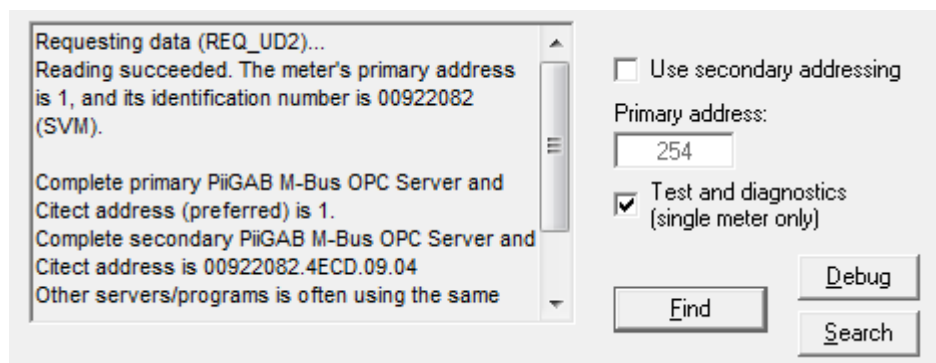 Requesting data (REQ_UD2)...
Reading succeeded. The meter's primary address
is 1, and its identification number is 00922082
(SVM).
Complete primary PiiGAB M-Bus OPC Server and
Citect address (preferred) is 1.
Complete secondary PiiGAB M-Bus OPC Server and
Citect address is 00922082.4ECD.09.04
Other servers/programs is often using the same
Use secondary addressing
Primary address:
254
Test and diagnostics
(single meter only)
Debug
Find
Search